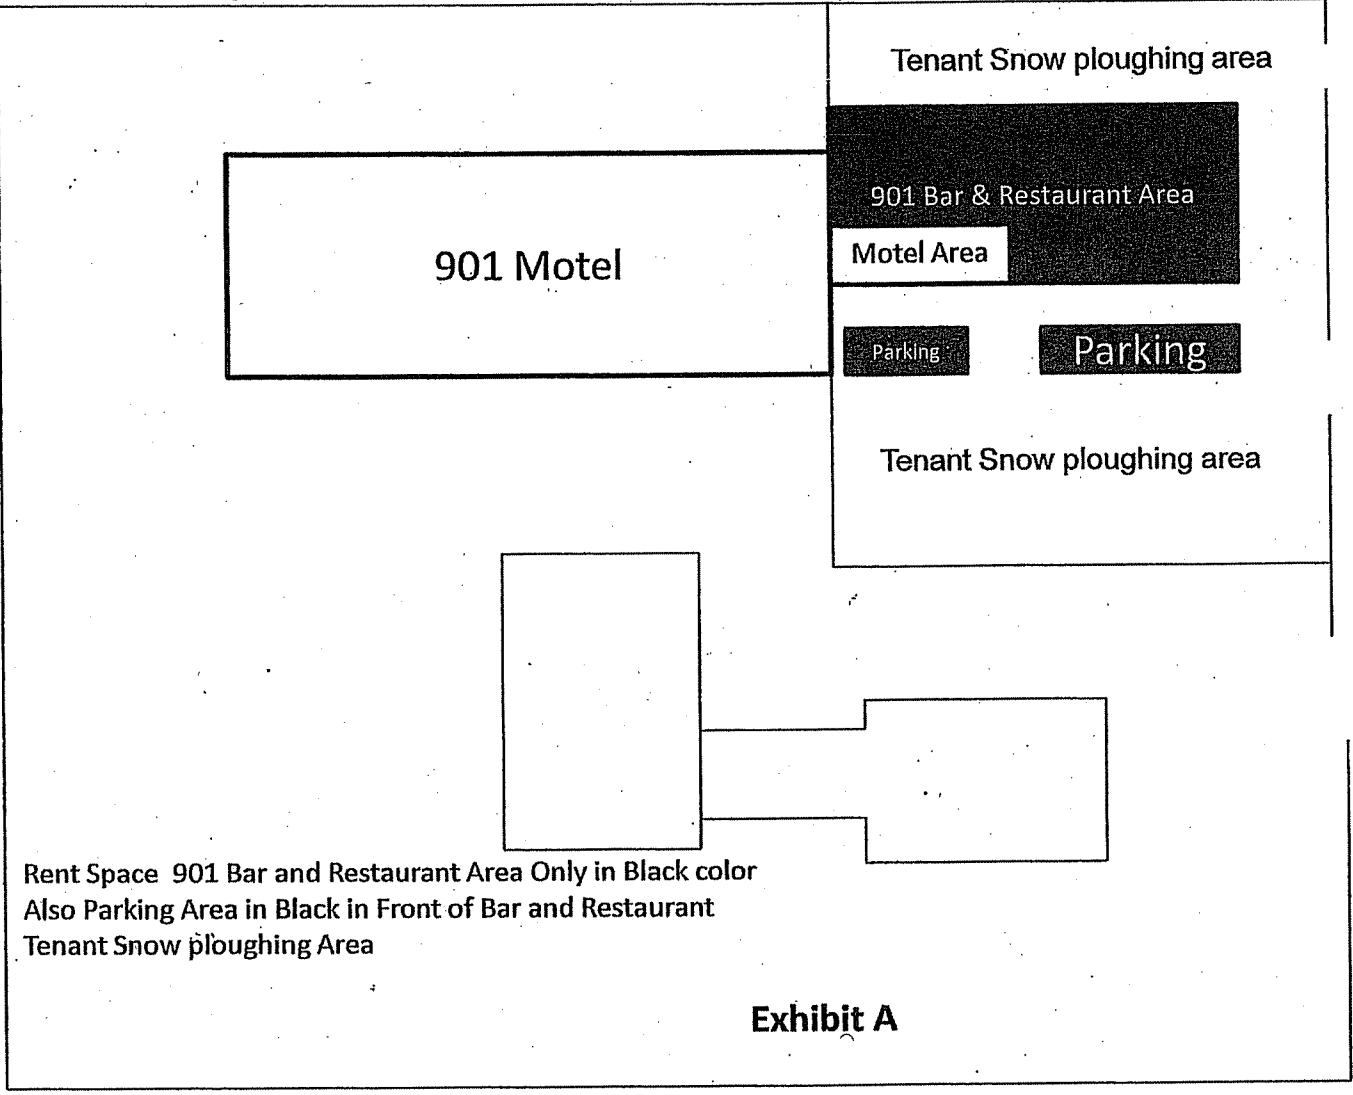 Tenant Snow ploughing area
901 Bar & Restaurant Area
Motel Area
901 Motel
Parking
Parking
Tenant Snow ploughing area
Rent Space 901 Bar and Restaurant Area Only in Black color
Also Parking Area in Black in Front of Bar and Restaurant
Tenant Snow ploughing Area
Exhibit A